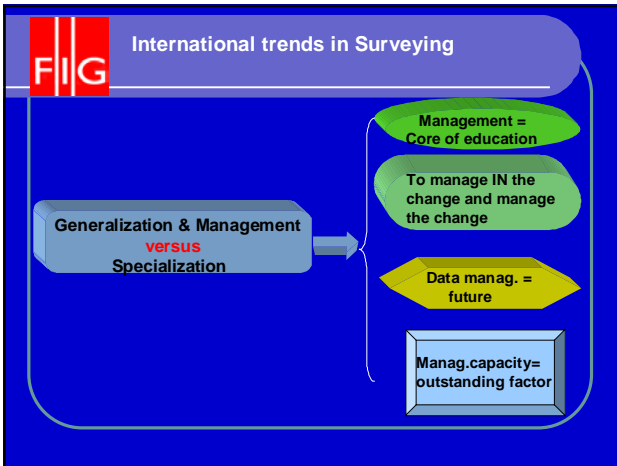 International trends in Surveying
FIG
Management =
Core of education
To manage IN the
change and manage
the change
Generalization & Management
versus
Specialization
Data manag. =
future
Manag.capacity=
outstanding factor